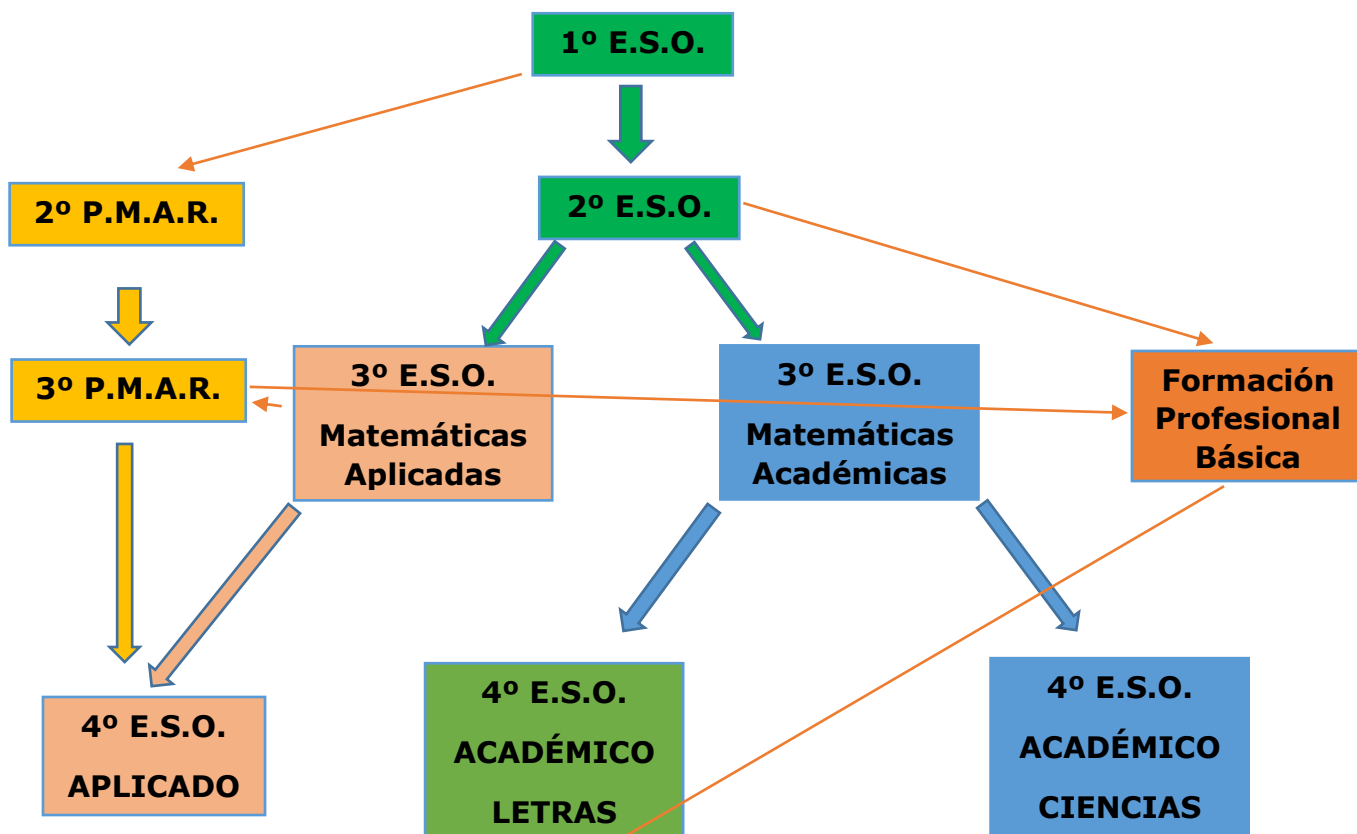 1º E.S.O.
2º P.M.A.R.
2º E.S.O.
3º P.M.A.R.
3º E.S.O.
Matemáticas
Aplicadas
3º E.S.O.
Matemáticas
Académicas
Formación
Profesional
Básica
4º E.S.O.
APLICADO
4º E.S.O.
ACADÉMICO
LETRAS
4º E.S.O.
ACADÉMICO
CIENCIAS